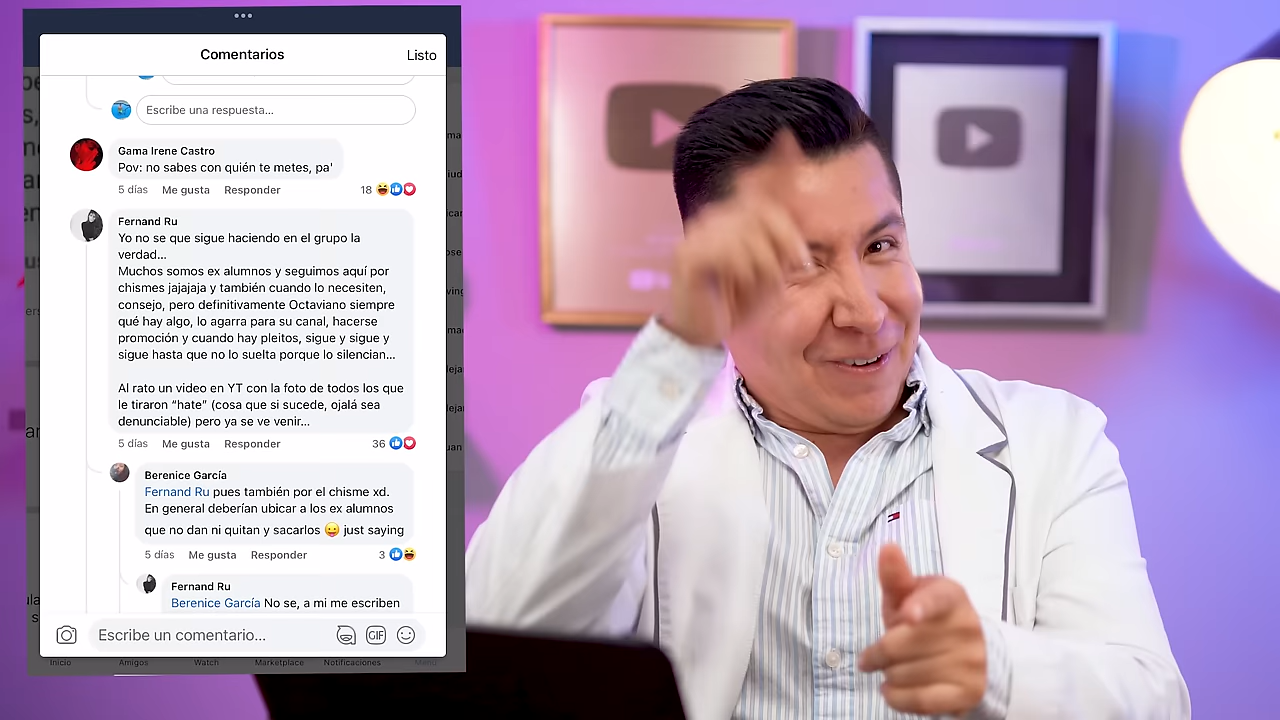 Comentarios
Listo
Escribe una respuesta...
Gama Irene Castro
Pov: no sabes con quién te metes, pa'
5 días Me gusta Responder 18
Fernand Ru
Yo no se que sigue haciendo en el grupo la
verdad...
Muchos somos ex alumnos y seguimos aquí por
chismes jajajaja y también cuando lo necesiten,
consejo, pero definitivamente Octaviano siempre
qué hay algo, lo agarra para su canal, hacerse
promoción y cuando hay pleitos, sigue y sigue y
sigue hasta que no lo suelta porque lo silencian...
Al rato un video en YT con la foto de todos los que
le tiraron “hate” (cosa que si sucede, ojalá sea
denunciable) pero ya se ve venir...
5 días Me gusta Responder 36
Berenice García
Fernand Ru pues también por el chisme xd.
En general deberían ubicar a los ex alumnos
que no dan ni quitan y sacarlos 😛 just saying
5 días Me gusta Responder 3
Fernand Ru
Berenice García No se, a mi me escriben
Escribe un comentario...
GIF
Inicio Amigos Watch Marketplace Notificaciones Menú